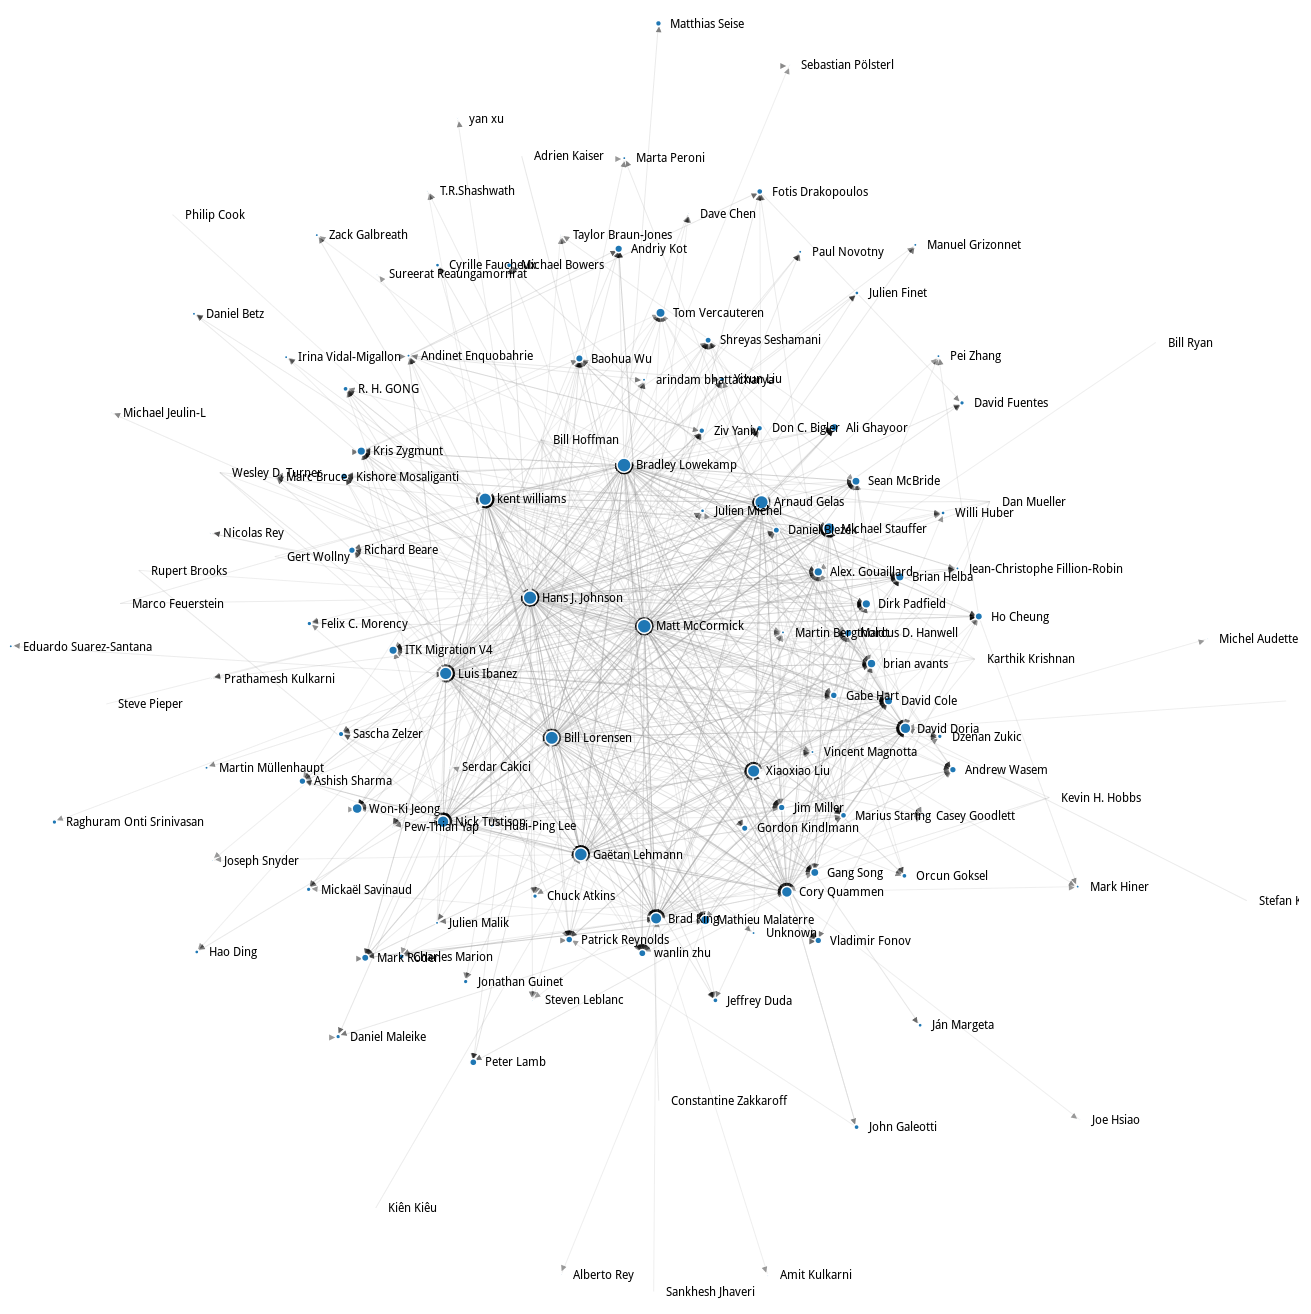 Matthias Seise
Sebastian Pölsterl
yan xu
Adrien Kaiser
Marta Peroni
T.R.Shashwath
Fotis Drakopoulos
Philip Cook
Dave Chen
Zack Galbreath
Taylor Braun-Jones
Andriy Kot
Manuel Grizonnet
Paul Novotny
Cyrille Faucheux
Michael Bowers
Sureerat Reaungamornrat
Julien Finet
Daniel Betz
Tom Vercauteren
Shreyas Seshamani
Bill Ryan
Irina Vidal-Migallon
Andinet Enquobahrie
Baohua Wu
Pei Zhang
arindam bhattacharya
Yixun Liu
R. H. GONG
David Fuentes
Michael Jeulin-L
Ziv Yaniv
Don C. Bigler
Ali Ghayoor
Bill Hoffman
Kris Zygmunt
Bradley Lowekamp
Wesley D. Turner
Marc Bruce
Kishore Mosaliganti
Sean McBride
kent williams
Arnaud Gelas
Dan Mueller
Julien Michel
Willi Huber
Nicolas Rey
Daniel Blezek
Michael Stauffer
Gert Wollny
Richard Beare
Rupert Brooks
Alex. Gouaillard
Brian Helba
Jean-Christophe Fillion-Robin
Marco Feuerstein
Hans J. Johnson
Dirk Padfield
Ho Cheung
Felix C. Morency
Matt McCormick
Martin Bergtholdt
Marcus D. Hanwell
Michel Audette
Eduardo Suarez-Santana
ITK Migration V4
Karthik Krishnan
brian avants
Prathamesh Kulkarni
Luis Ibanez
Gabe Hart
David Cole
Steve Pieper
Sascha Zelzer
Bill Lorensen
David Doria
Dženan Zukic
Vincent Magnotta
Martin Müllenhaupt
Serdar Cakici
Xiaoxiao Liu
Andrew Wasem
Ashish Sharma
Kevin H. Hobbs
Won-Ki Jeong
Jim Miller
Marius Staring
Casey Goodlett
Raghuram Onti Srinivasan
Pew-Thian Yap
Nick Tustison
Huai-Ping Lee
Gordon Kindlmann
Joseph Snyder
Gaëtan Lehmann
Gang Song
Orcun Goksel
Mickaël Savinaud
Chuck Atkins
Cory Quammen
Mark Hiner
Stefan K
Julien Malik
Brad King
Mathieu Malaterre
Unknown
Patrick Reynolds
Vladimir Fonov
Hao Ding
Mark Roden
Charles Marion
wanlin zhu
Jonathan Guinet
Steven Leblanc
Jeffrey Duda
Ján Margeta
Daniel Maleike
Peter Lamb
Constantine Zakkaroff
Joe Hsiao
John Galeotti
Kiên Kiêu
Alberto Rey
Amit Kulkarni
Sankhesh Jhaveri